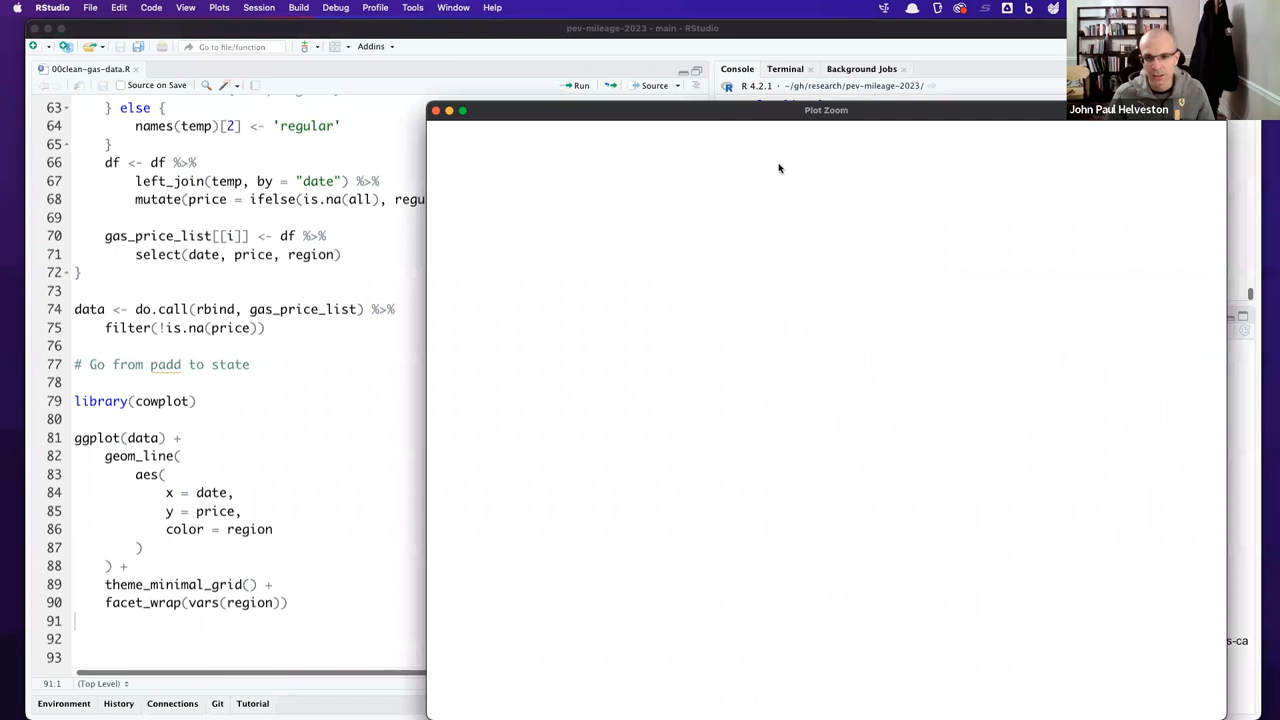 RStudio File Edit Code View Plots Session Build Debug Profile Tools Window Help
pev-mileage-2023 - main - RStudio
Go to file/function Addins
00clean-gas-data.R
Source on Save Run Source
Console Terminal Background Jobs
R 4.2.1 · ~/gh/research/pev-mileage-2023/
John Paul Helveston
Plot Zoom
63 } else {
64 names(temp)[2] <- 'regular'
65 }
66 df <- df %>%
67 left_join(temp, by = "date") %>%
68 mutate(price = ifelse(is.na(all), regu
69
70 gas_price_list[[i]] <- df %>%
71 select(date, price, region)
72 }
73
74 data <- do.call(rbind, gas_price_list) %>%
75 filter(!is.na(price))
76
77 # Go from padd to state
78
79 library(cowplot)
80
81 ggplot(data) +
82 geom_line(
83 aes(
84 x = date,
85 y = price,
86 color = region
87 )
88 ) +
89 theme_minimal_grid() +
90 facet_wrap(vars(region))
91
92
93
s-ca
91:1 (Top Level)
Environment History Connections Git Tutorial